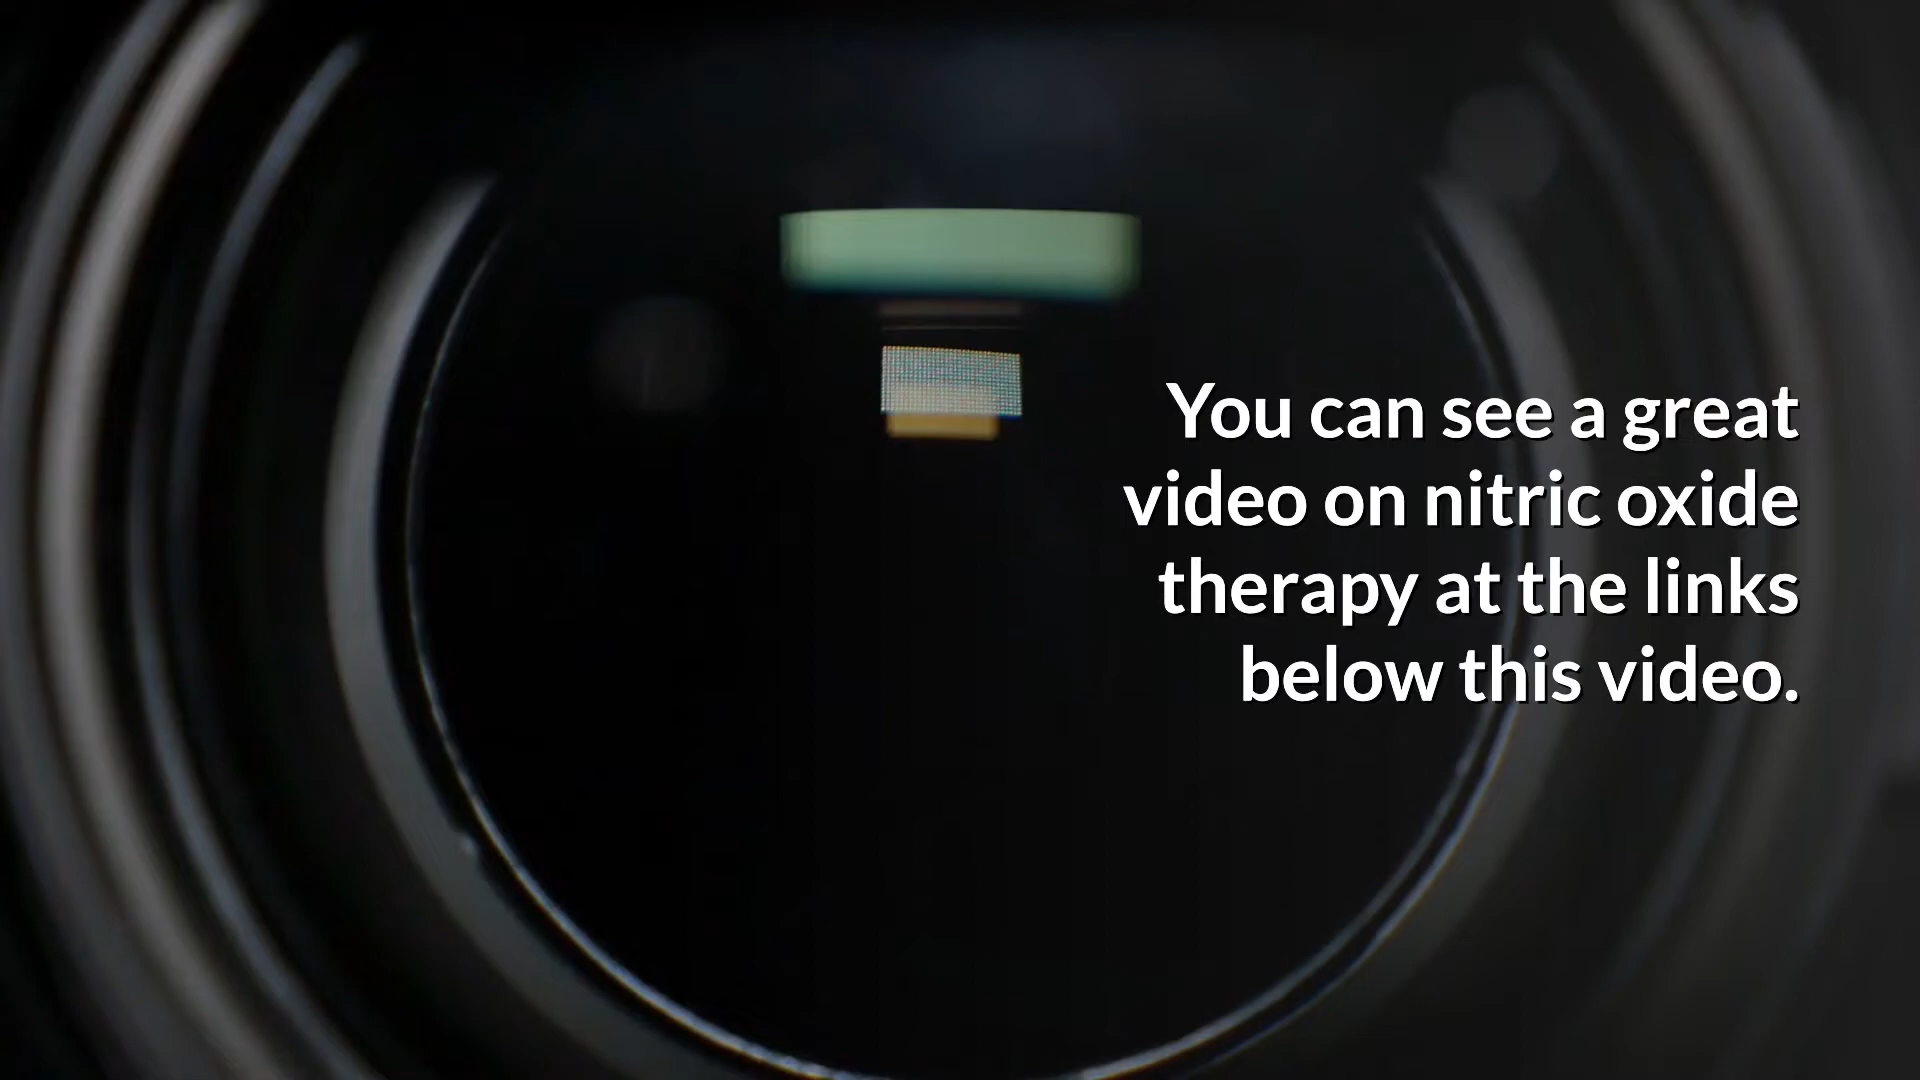 You can see a great
video on nitric oxide
therapy at the links
below this video.